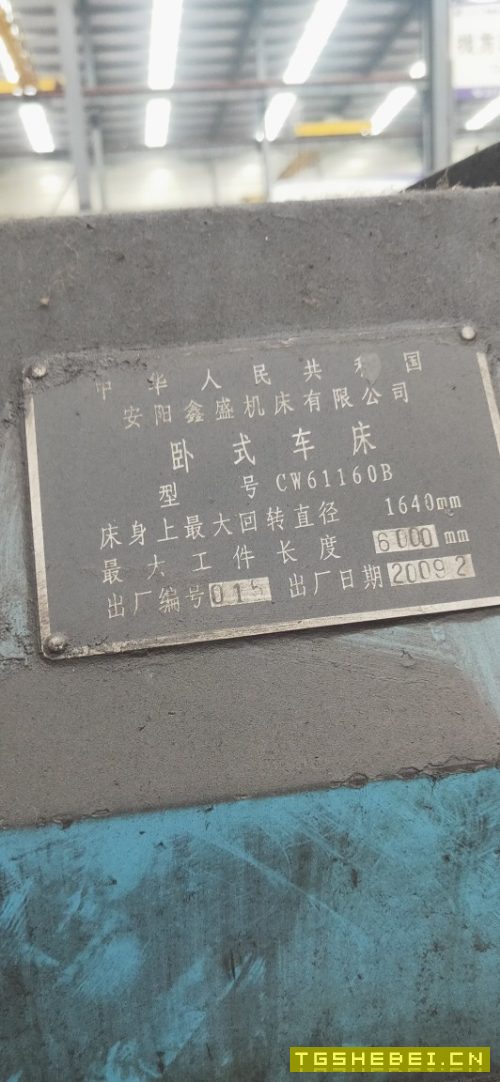 中华人民共和国
安阳鑫盛机床有限公司
卧式车床
型号 CW61160B
床身上最大回转直径 1640mm
最大工件长度 6000 mm
出厂编号 015 出厂日期 2009 2
TGSHEBEI.CN